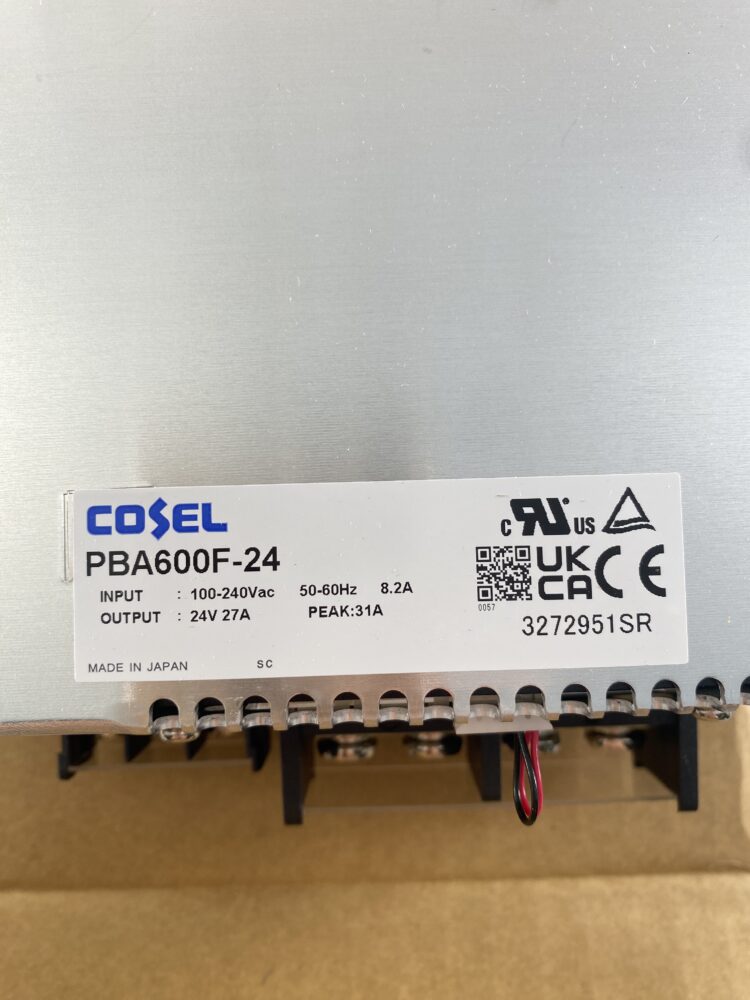 COSEL
PBA600F-24
INPUT : 100-240Vac 50-60Hz 8.2A
OUTPUT : 24V 27A PEAK:31A
MADE IN JAPAN SC
c RU US
0057
UK
CA CE
3272951SR